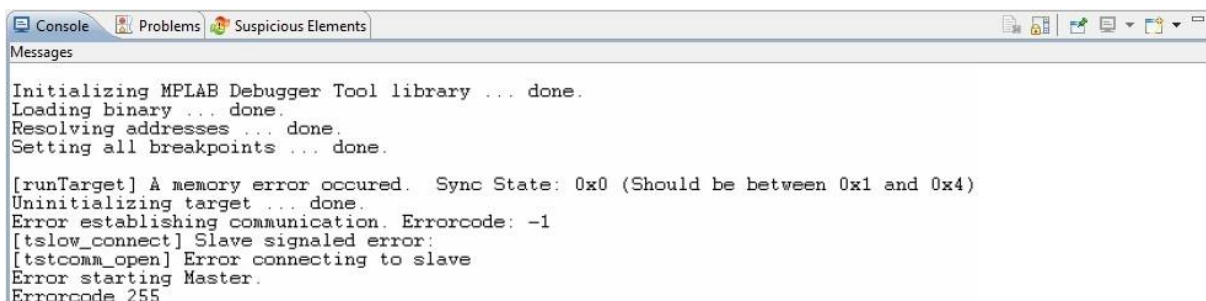 Console Problems Suspicious Elements
Messages
Initializing MPLAB Debugger Tool library ... done.
Loading binary ... done.
Resolving addresses ... done.
Setting all breakpoints ... done.
[runTarget] A memory error occured. Sync State: 0x0 (Should be between 0x1 and 0x4)
Uninitializing target ... done.
Error establishing communication. Errorcode: -1
[tslow_connect] Slave signaled error:
[tstcomm_open] Error connecting to slave
Error starting Master.
Errorcode 255